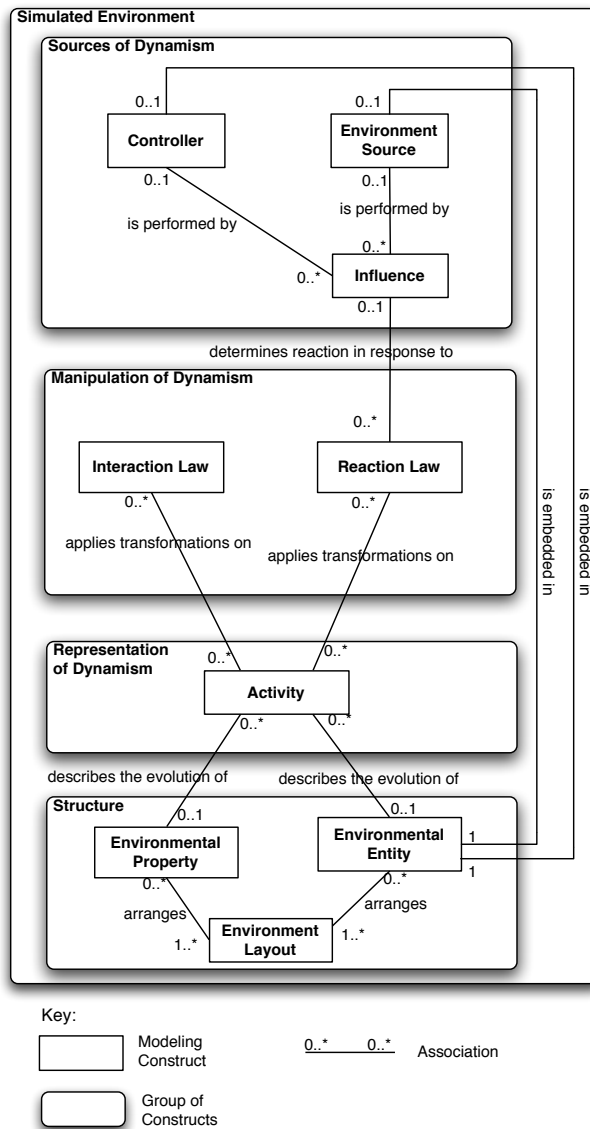 Simulated Environment
Sources of Dynamism
0..1
0..1
Controller
Environment
Source
0..1
0..1
is performed by
is performed by
0..*
0..*
Influence
0..1
determines reaction in response to
Manipulation of Dynamism
0..*
Interaction Law
Reaction Law
0..*
0..*
applies transformations on
applies transformations on
is embedded in
is embedded in
Representation
of Dynamism
0..*
0..*
Activity
0..*
0..*
describes the evolution of
describes the evolution of
Structure
0..1
0..1
Environmental
Property
Environmental
Entity
1
1
0..*
0..*
arranges
arranges
Environment
Layout
1..*
1..*
Key:
Modeling
Construct
0..*
0..*
Association
Group of
Constructs